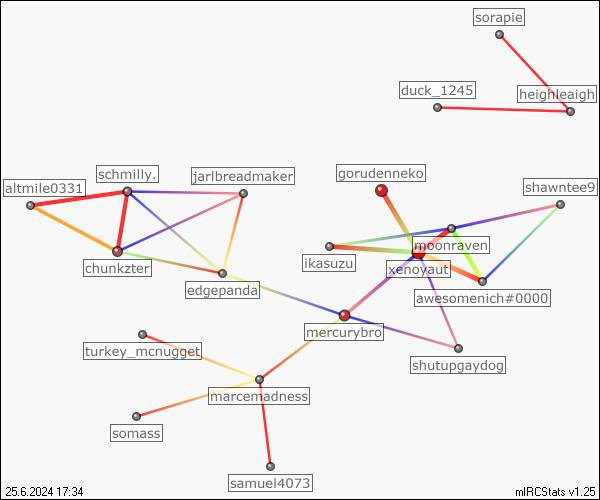 sorapie
duck_1245
heighleaigh
schmilly.
jarlbreadmaker
gorudenneko
altmile0331
shawntee9
moonraven
chunkzter
ikasuzu
xenoyaut
edgepanda
awesomenich#0000
mercurybro
turkey_mcnugget
shutupgaydog
marcemadness
somass
samuel4073
25.6.2024 17:34
mIRCStats v1.25